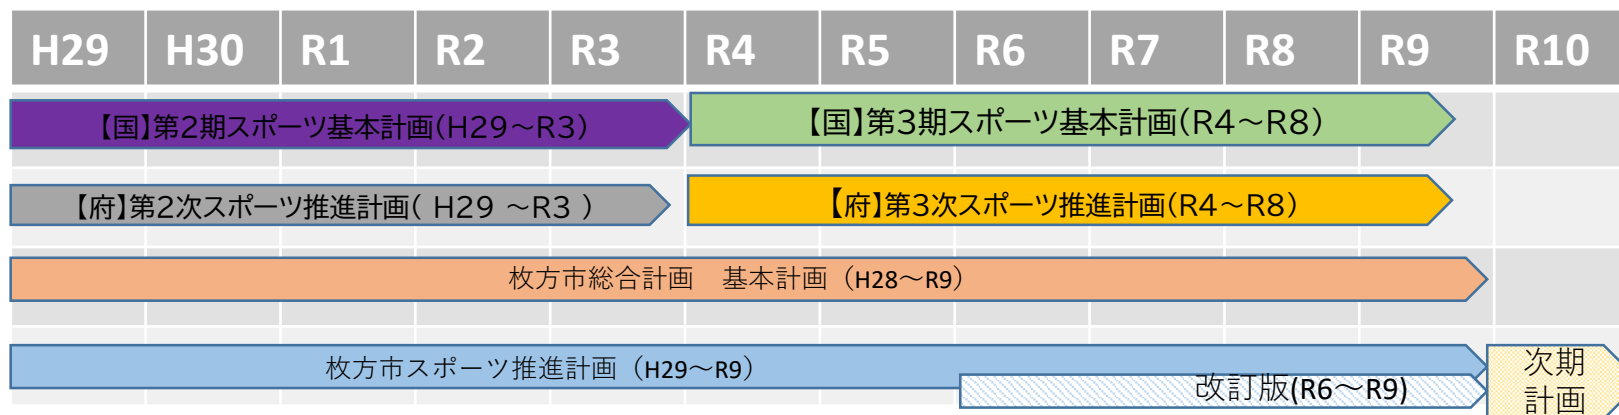 H29 H30 R1 R2 R3 R4 R5 R6 R7 R8 R9 R10
【国】第2期スポーツ基本計画(H29～R3) 【国】第3期スポーツ基本計画(R4～R8)
【府】第2次スポーツ推進計画( H29 ～R3 ) 【府】第3次スポーツ推進計画(R4～R8)
枚方市総合計画　基本計画（H28～R9）
枚方市スポーツ推進計画（H29～R9）
改訂版(R6～R9)
次期
計画